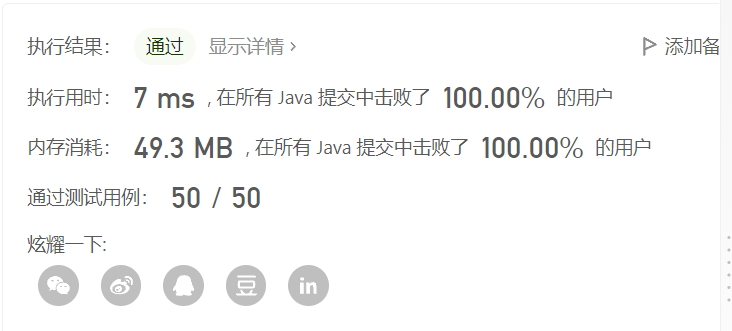 执行结果： 通过 显示详情 › 添加备
执行用时： 7 ms , 在所有 Java 提交中击败了 100.00% 的用户
内存消耗： 49.3 MB , 在所有 Java 提交中击败了 100.00% 的用户
通过测试用例： 50 / 50
炫耀一下:
豆 in